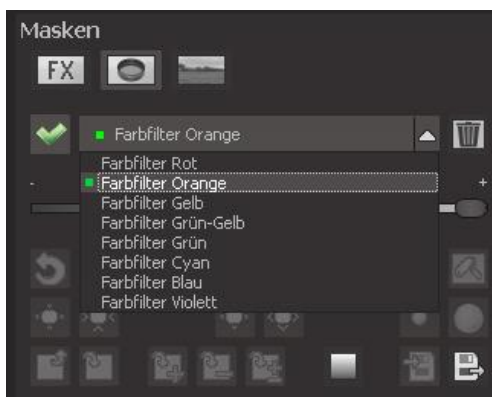 Masken
FX
Farbfilter Orange
Farbfilter Rot
Farbfilter Orange
Farbfilter Gelb
Farbfilter Grün-Gelb
Farbfilter Grün
Farbfilter Cyan
Farbfilter Blau
Farbfilter Violett
- +